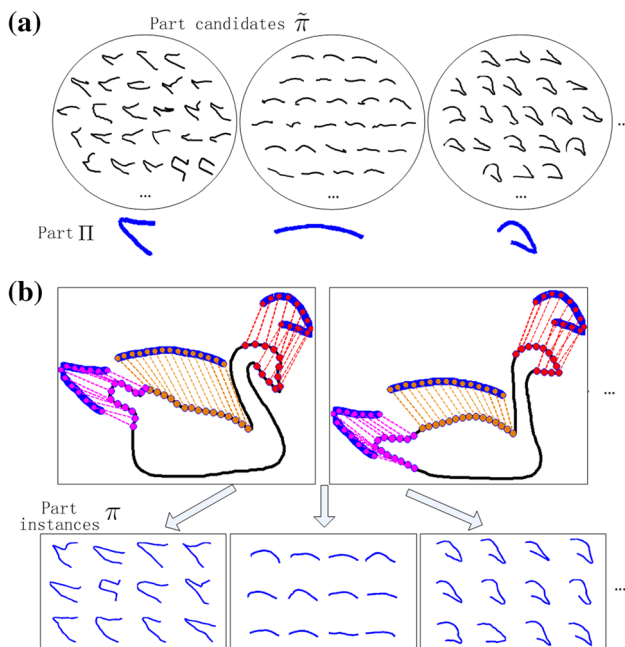 (a)
Part candidates π̃
... ... ... ...
Part Π
(b)
...
Part
instances π
...